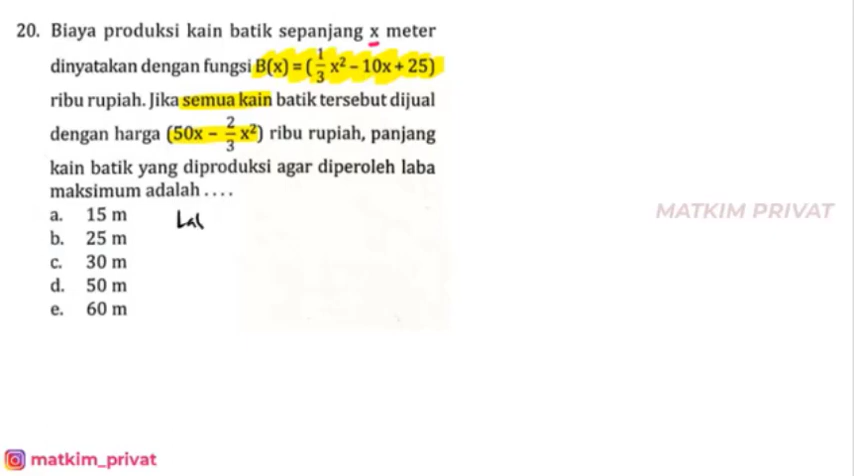 20. Biaya produksi kain batik sepanjang x meter
dinyatakan dengan fungsi B(x) = (1/3 x² – 10x + 25)
ribu rupiah. Jika semua kain batik tersebut dijual
dengan harga (50x – 2/3 x²) ribu rupiah, panjang
kain batik yang diproduksi agar diperoleh laba
maksimum adalah . . . .
a. 15 m
b. 25 m
c. 30 m
d. 50 m
e. 60 m
MATKIM PRIVAT
matkim_privat